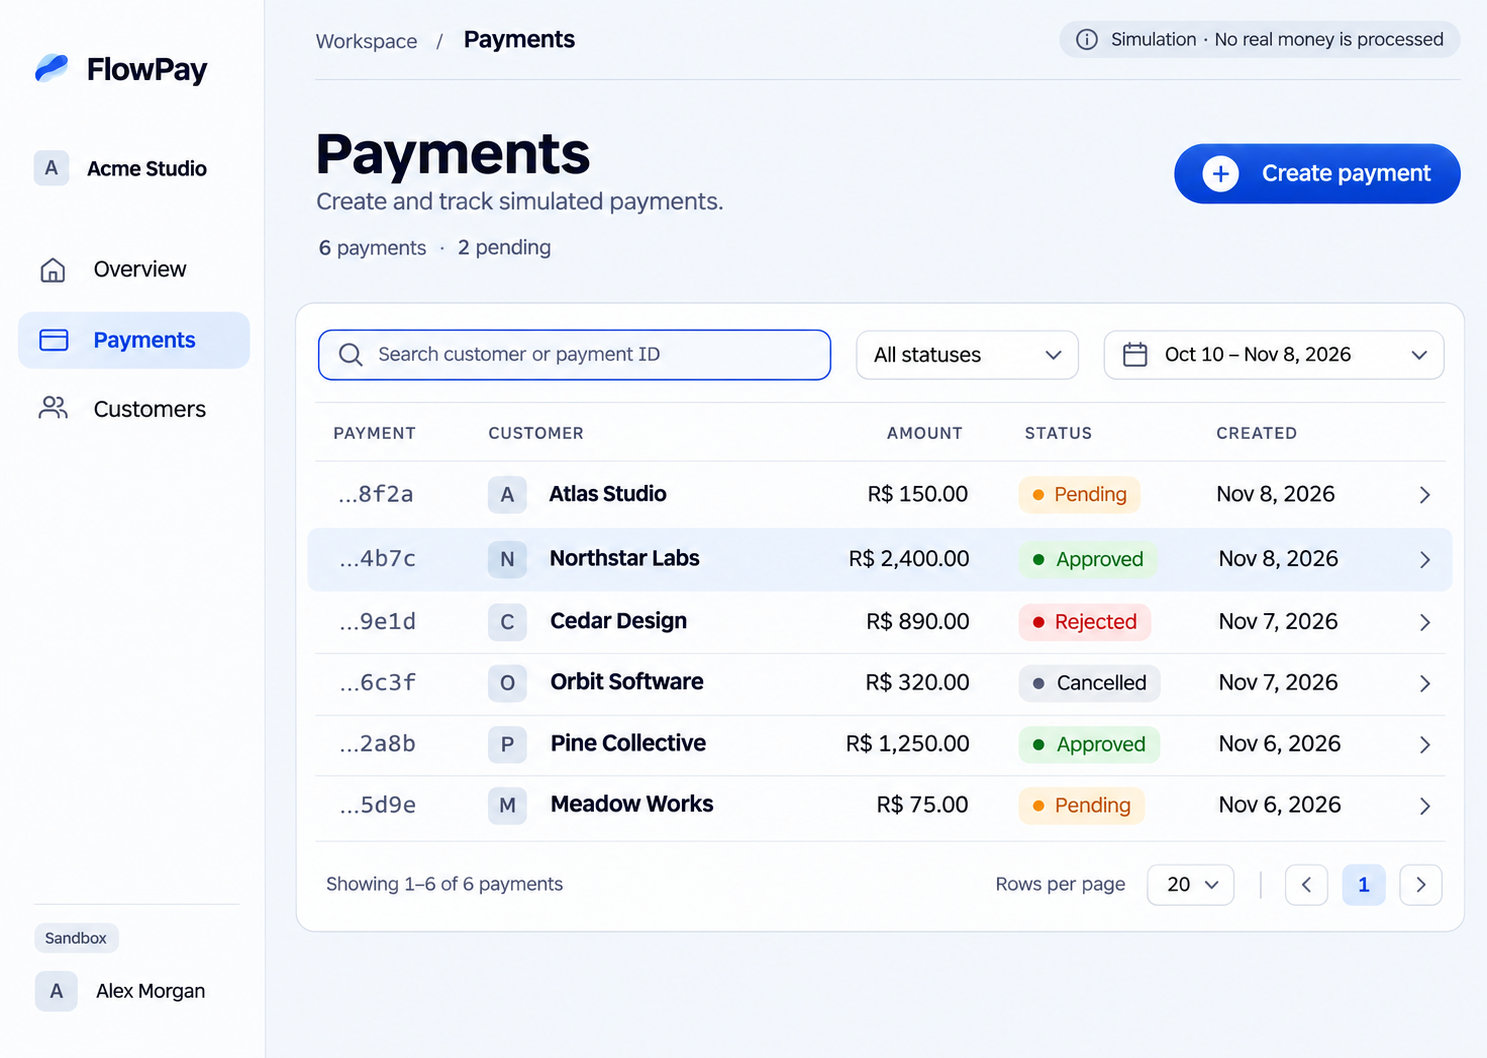 FlowPay
A Acme Studio
Overview
Payments
Customers
Sandbox
A Alex Morgan
Workspace / Payments
Simulation · No real money is processed
Payments
Create and track simulated payments.
6 payments · 2 pending
Create payment
Search customer or payment ID
All statuses
Oct 10 – Nov 8, 2026
PAYMENT CUSTOMER AMOUNT STATUS CREATED
...8f2a A Atlas Studio R$ 150.00 Pending Nov 8, 2026
...4b7c N Northstar Labs R$ 2,400.00 Approved Nov 8, 2026
...9e1d C Cedar Design R$ 890.00 Rejected Nov 7, 2026
...6c3f O Orbit Software R$ 320.00 Cancelled Nov 7, 2026
...2a8b P Pine Collective R$ 1,250.00 Approved Nov 6, 2026
...5d9e M Meadow Works R$ 75.00 Pending Nov 6, 2026
Showing 1–6 of 6 payments
Rows per page 20 1